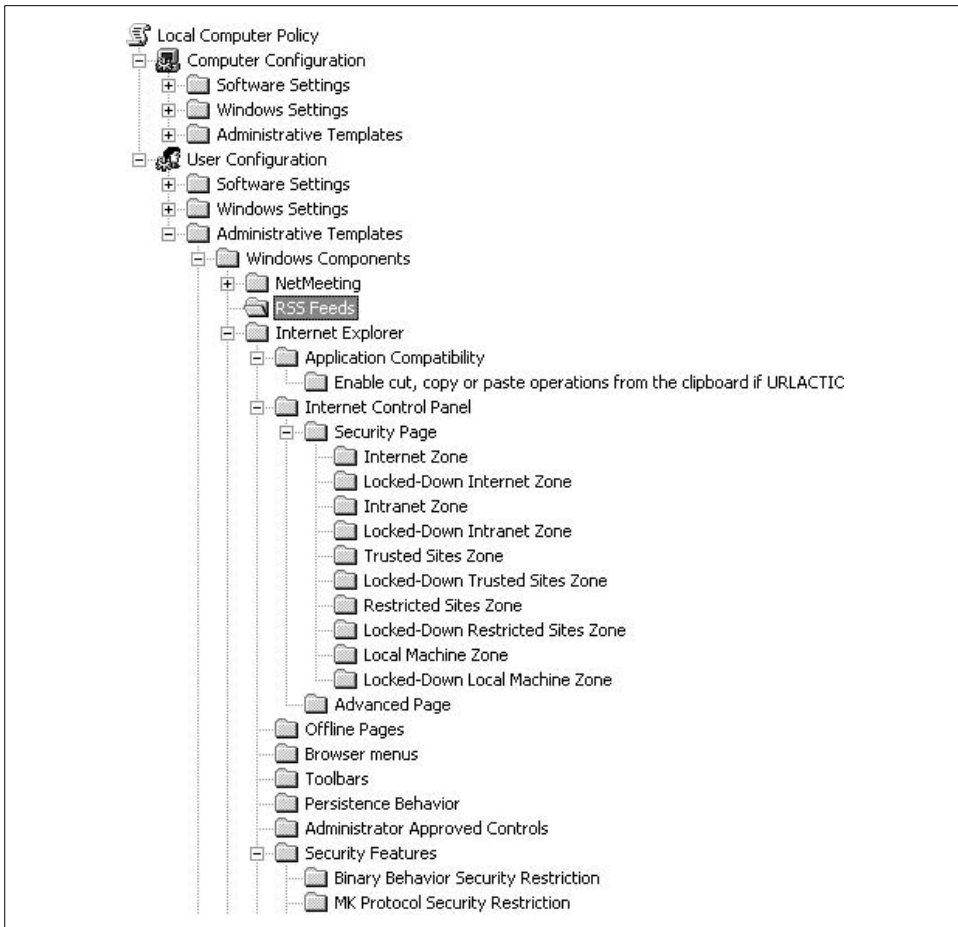 Local Computer Policy
Computer Configuration
Software Settings
Windows Settings
Administrative Templates
User Configuration
Software Settings
Windows Settings
Administrative Templates
Windows Components
NetMeeting
RSS Feeds
Internet Explorer
Application Compatibility
Enable cut, copy or paste operations from the clipboard if URLACTIC
Internet Control Panel
Security Page
Internet Zone
Locked-Down Internet Zone
Intranet Zone
Locked-Down Intranet Zone
Trusted Sites Zone
Locked-Down Trusted Sites Zone
Restricted Sites Zone
Locked-Down Restricted Sites Zone
Local Machine Zone
Locked-Down Local Machine Zone
Advanced Page
Offline Pages
Browser menus
Toolbars
Persistence Behavior
Administrator Approved Controls
Security Features
Binary Behavior Security Restriction
MK Protocol Security Restriction